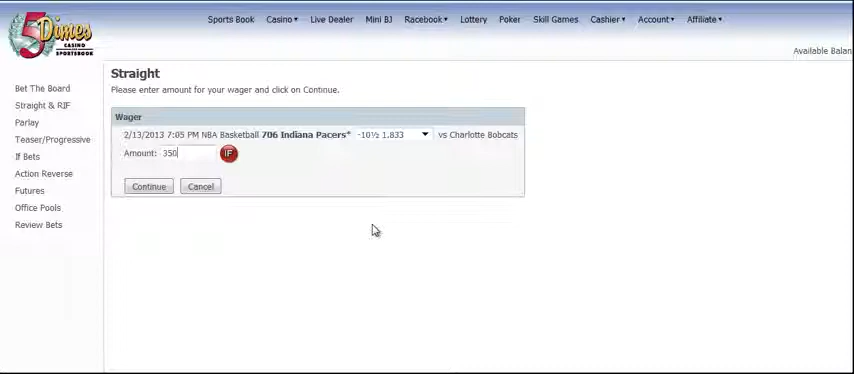 5Dimes
CASINO
SPORTSBOOK
Sports Book Casino Live Dealer Mini BJ Racebook Lottery Poker Skill Games Cashier Account Affiliate
Available Balan
Bet The Board
Straight & RIF
Parlay
Teaser/Progressive
If Bets
Action Reverse
Futures
Office Pools
Review Bets
Straight
Please enter amount for your wager and click on Continue.
Wager
2/13/2013 7:05 PM NBA Basketball 706 Indiana Pacers* -10½ 1.833 vs Charlotte Bobcats
Amount: 350 IF
Continue Cancel